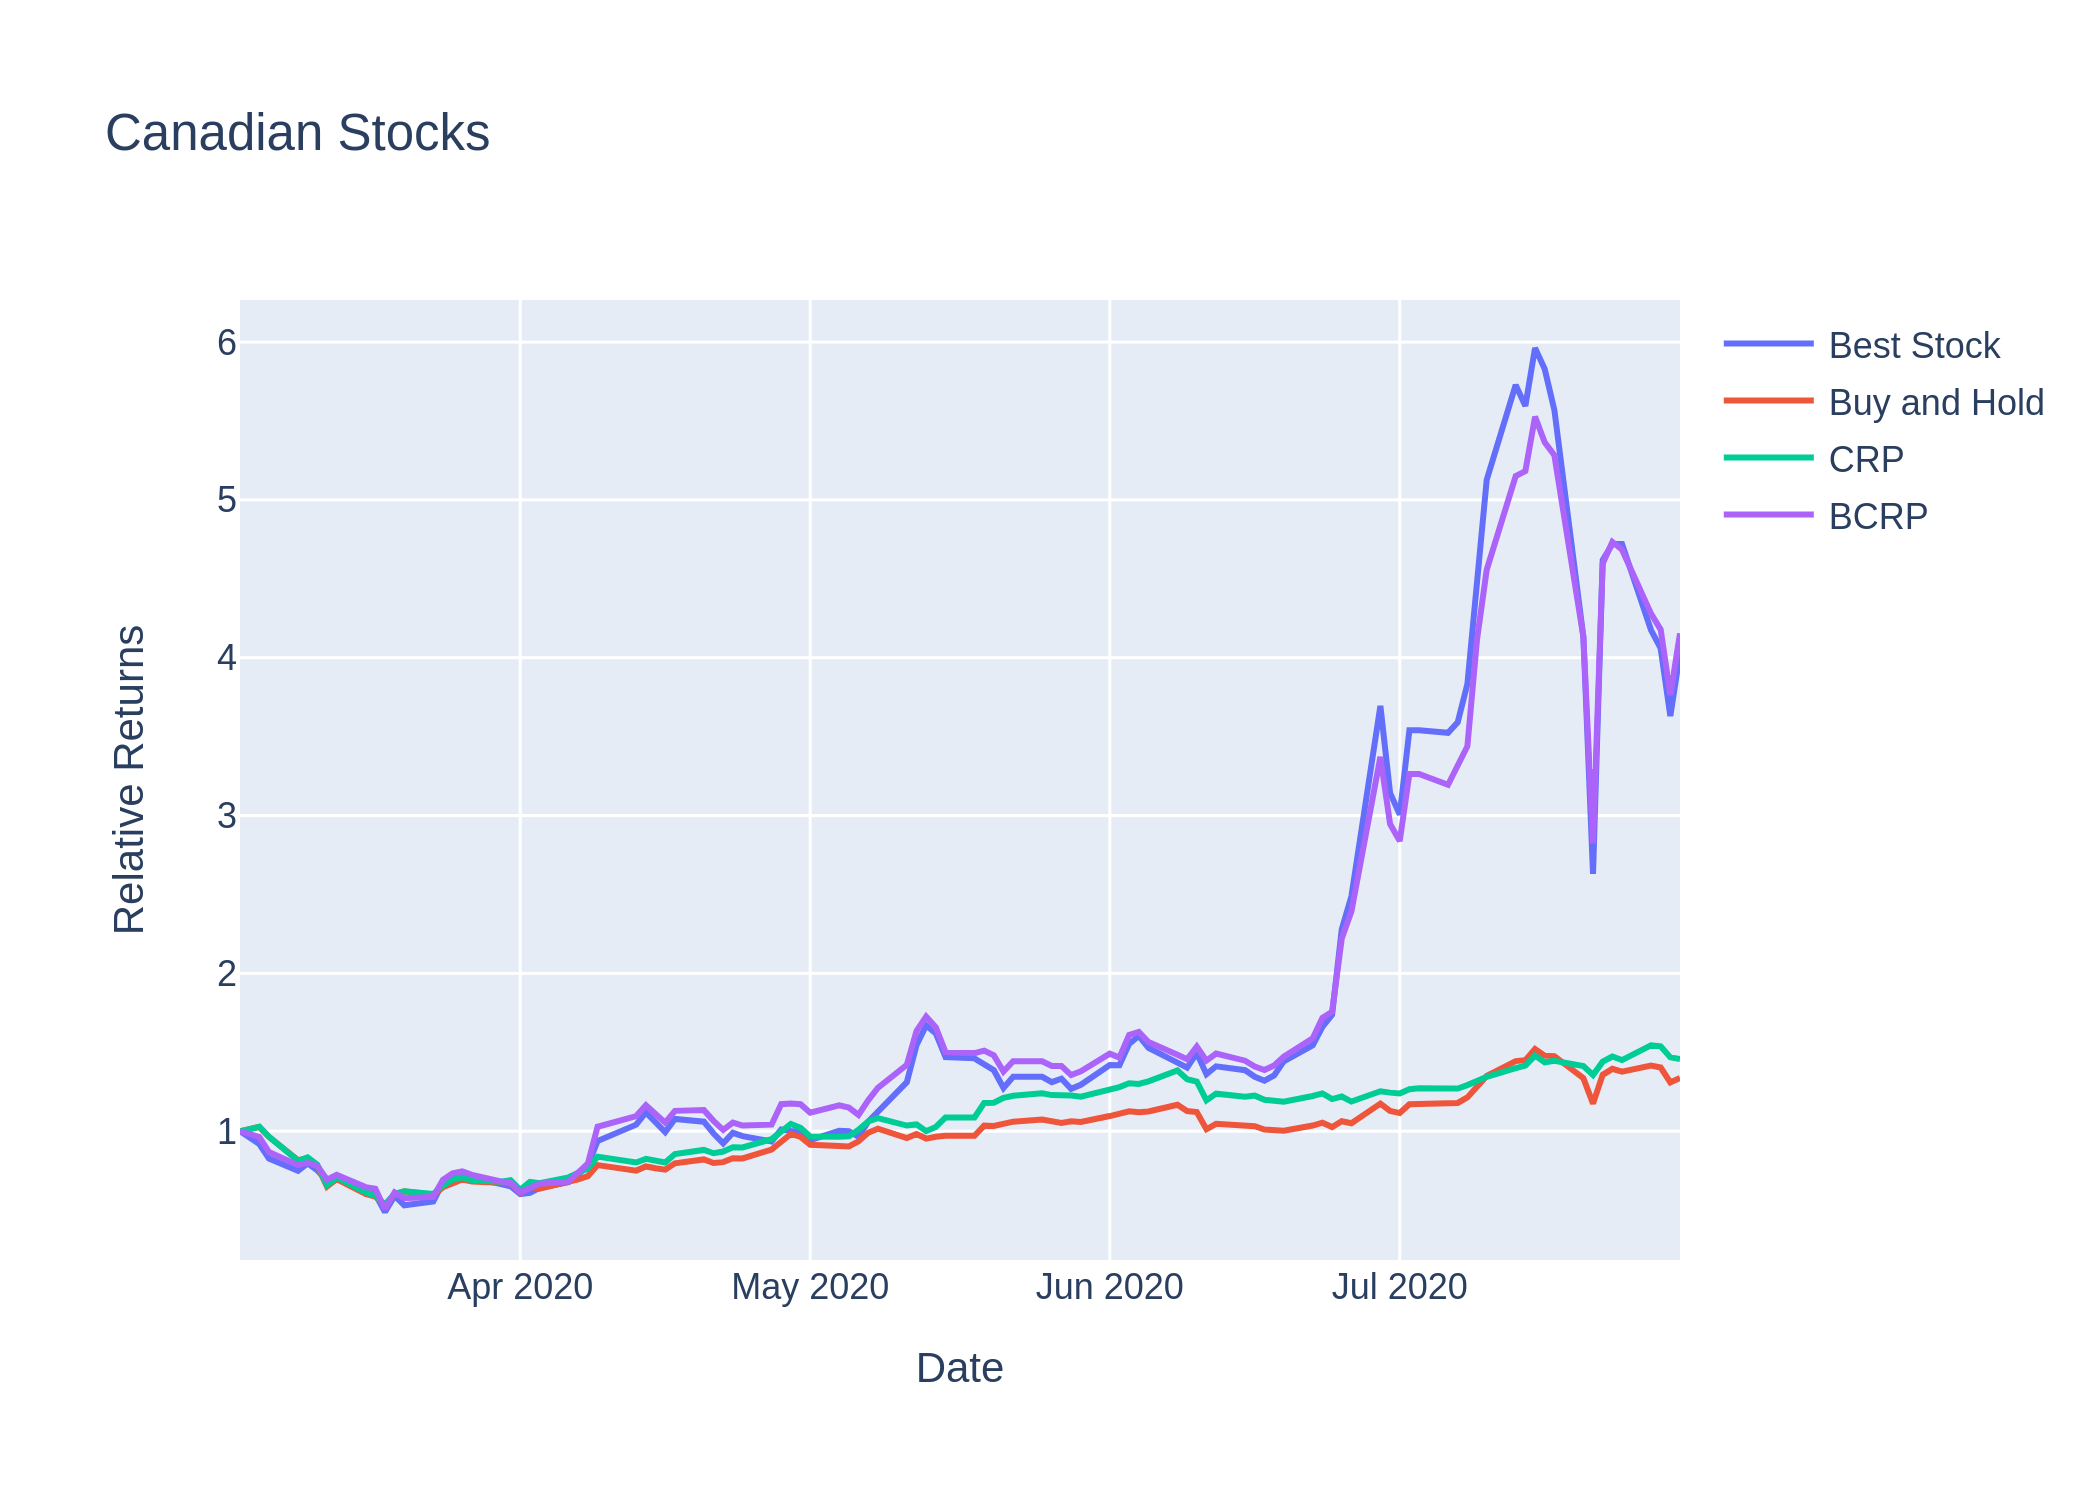 Canadian Stocks
Relative Returns
6
5
4
3
2
1
Apr 2020
May 2020
Jun 2020
Jul 2020
Date
Best Stock
Buy and Hold
CRP
BCRP